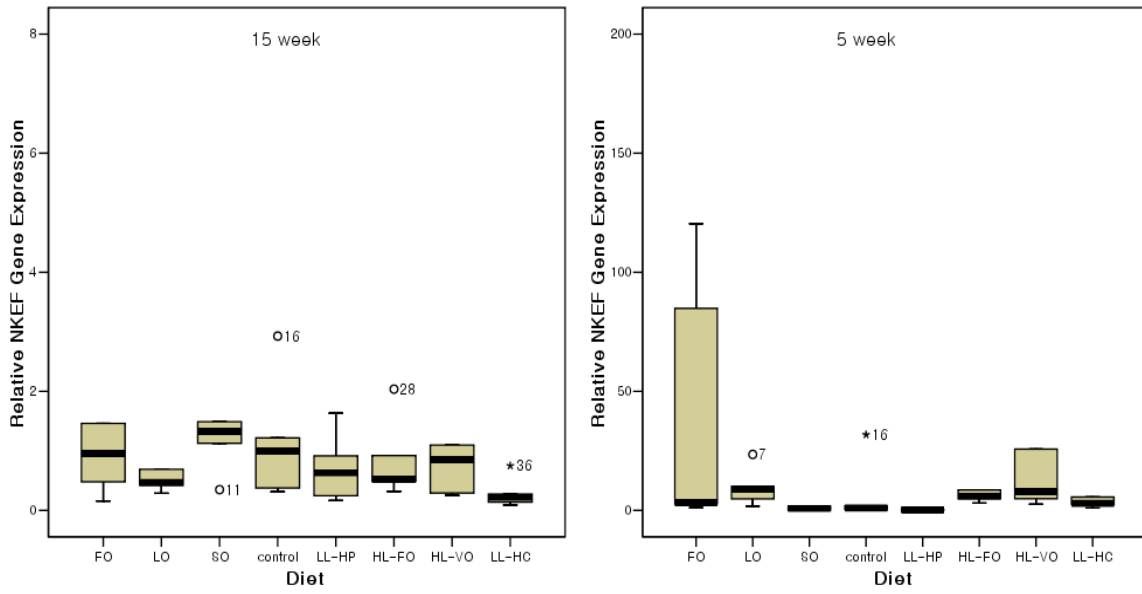 15 week
Relative NKEF Gene Expression
8
6
4
2
0
16
28
11
*36
FO LO SO control LL-HP HL-FO HL-VO LL-HC
Diet
5 week
Relative NKEF Gene Expression
200
150
100
50
0
7
*16
FO LO SO control LL-HP HL-FO HL-VO LL-HC
Diet